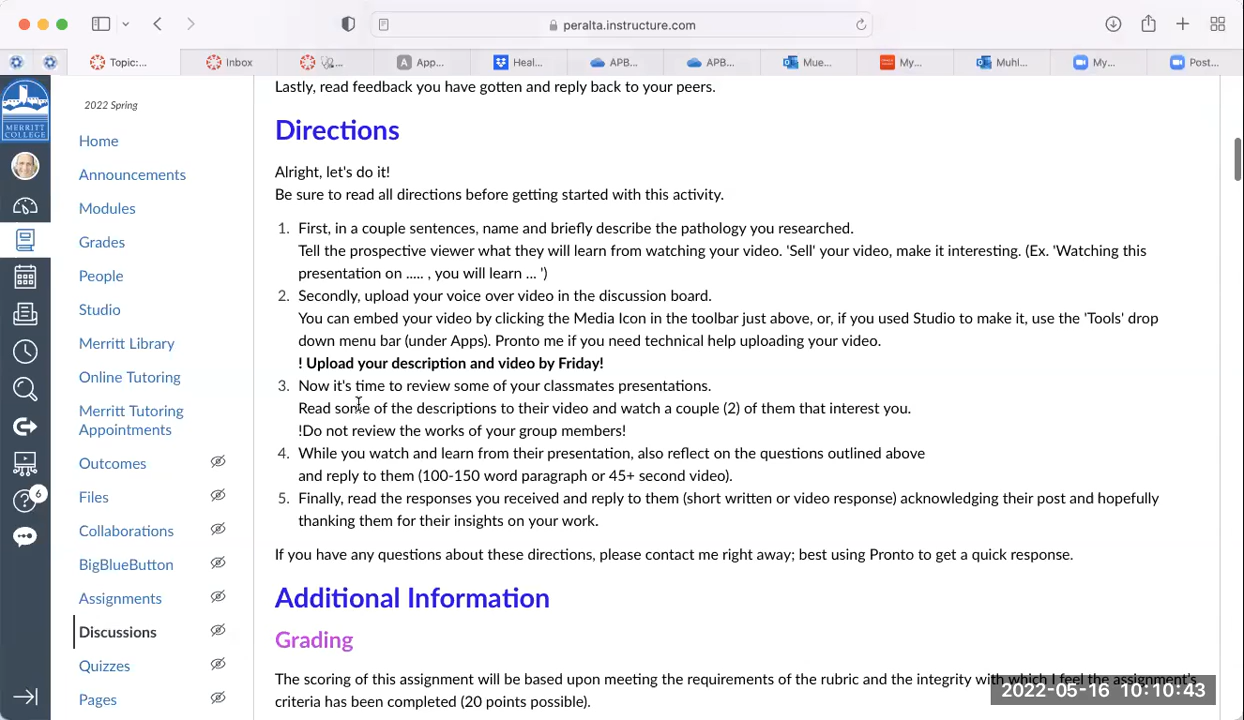 peralta.instructure.com
Topic:...
Inbox
App...
Heal...
APB...
APB...
Mue...
My...
Muhl...
My...
Post...
MERRITT
COLLEGE
6
2022 Spring
Home
Announcements
Modules
Grades
People
Studio
Merritt Library
Online Tutoring
Merritt Tutoring
Appointments
Outcomes
Files
Collaborations
BigBlueButton
Assignments
Discussions
Quizzes
Pages
Lastly, read feedback you have gotten and reply back to your peers.
Directions
Alright, let's do it!
Be sure to read all directions before getting started with this activity.
1. First, in a couple sentences, name and briefly describe the pathology you researched.
Tell the prospective viewer what they will learn from watching your video. 'Sell' your video, make it interesting. (Ex. 'Watching this
presentation on ..... , you will learn ... ')
2. Secondly, upload your voice over video in the discussion board.
You can embed your video by clicking the Media Icon in the toolbar just above, or, if you used Studio to make it, use the 'Tools' drop
down menu bar (under Apps). Pronto me if you need technical help uploading your video.
! Upload your description and video by Friday!
3. Now it's time to review some of your classmates presentations.
Read some of the descriptions to their video and watch a couple (2) of them that interest you.
!Do not review the works of your group members!
4. While you watch and learn from their presentation, also reflect on the questions outlined above
and reply to them (100-150 word paragraph or 45+ second video).
5. Finally, read the responses you received and reply to them (short written or video response) acknowledging their post and hopefully
thanking them for their insights on your work.
If you have any questions about these directions, please contact me right away; best using Pronto to get a quick response.
Additional Information
Grading
The scoring of this assignment will be based upon meeting the requirements of the rubric and the integrity with which I feel the assignment's
criteria has been completed (20 points possible).
2022-05-16 10:10:43